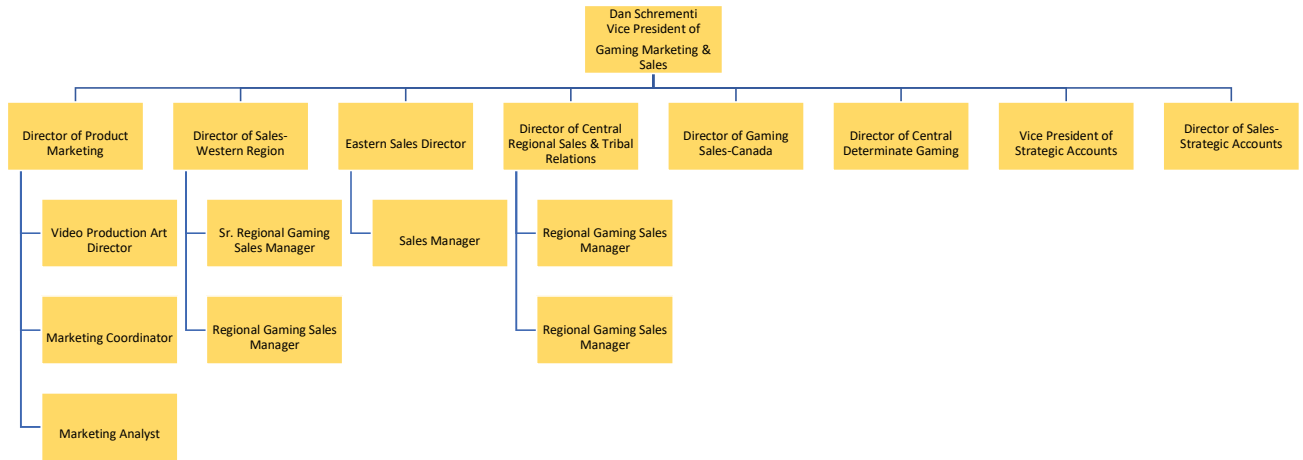 Dan Schrementi
Vice President of
Gaming Marketing &
Sales
Director of Product
Marketing
Director of Sales-
Western Region
Eastern Sales Director
Director of Central
Regional Sales & Tribal
Relations
Director of Gaming
Sales-Canada
Director of Central
Determinate Gaming
Vice President of
Strategic Accounts
Director of Sales-
Strategic Accounts
Video Production Art
Director
Sr. Regional Gaming
Sales Manager
Sales Manager
Regional Gaming Sales
Manager
Marketing Coordinator
Regional Gaming Sales
Manager
Regional Gaming Sales
Manager
Marketing Analyst